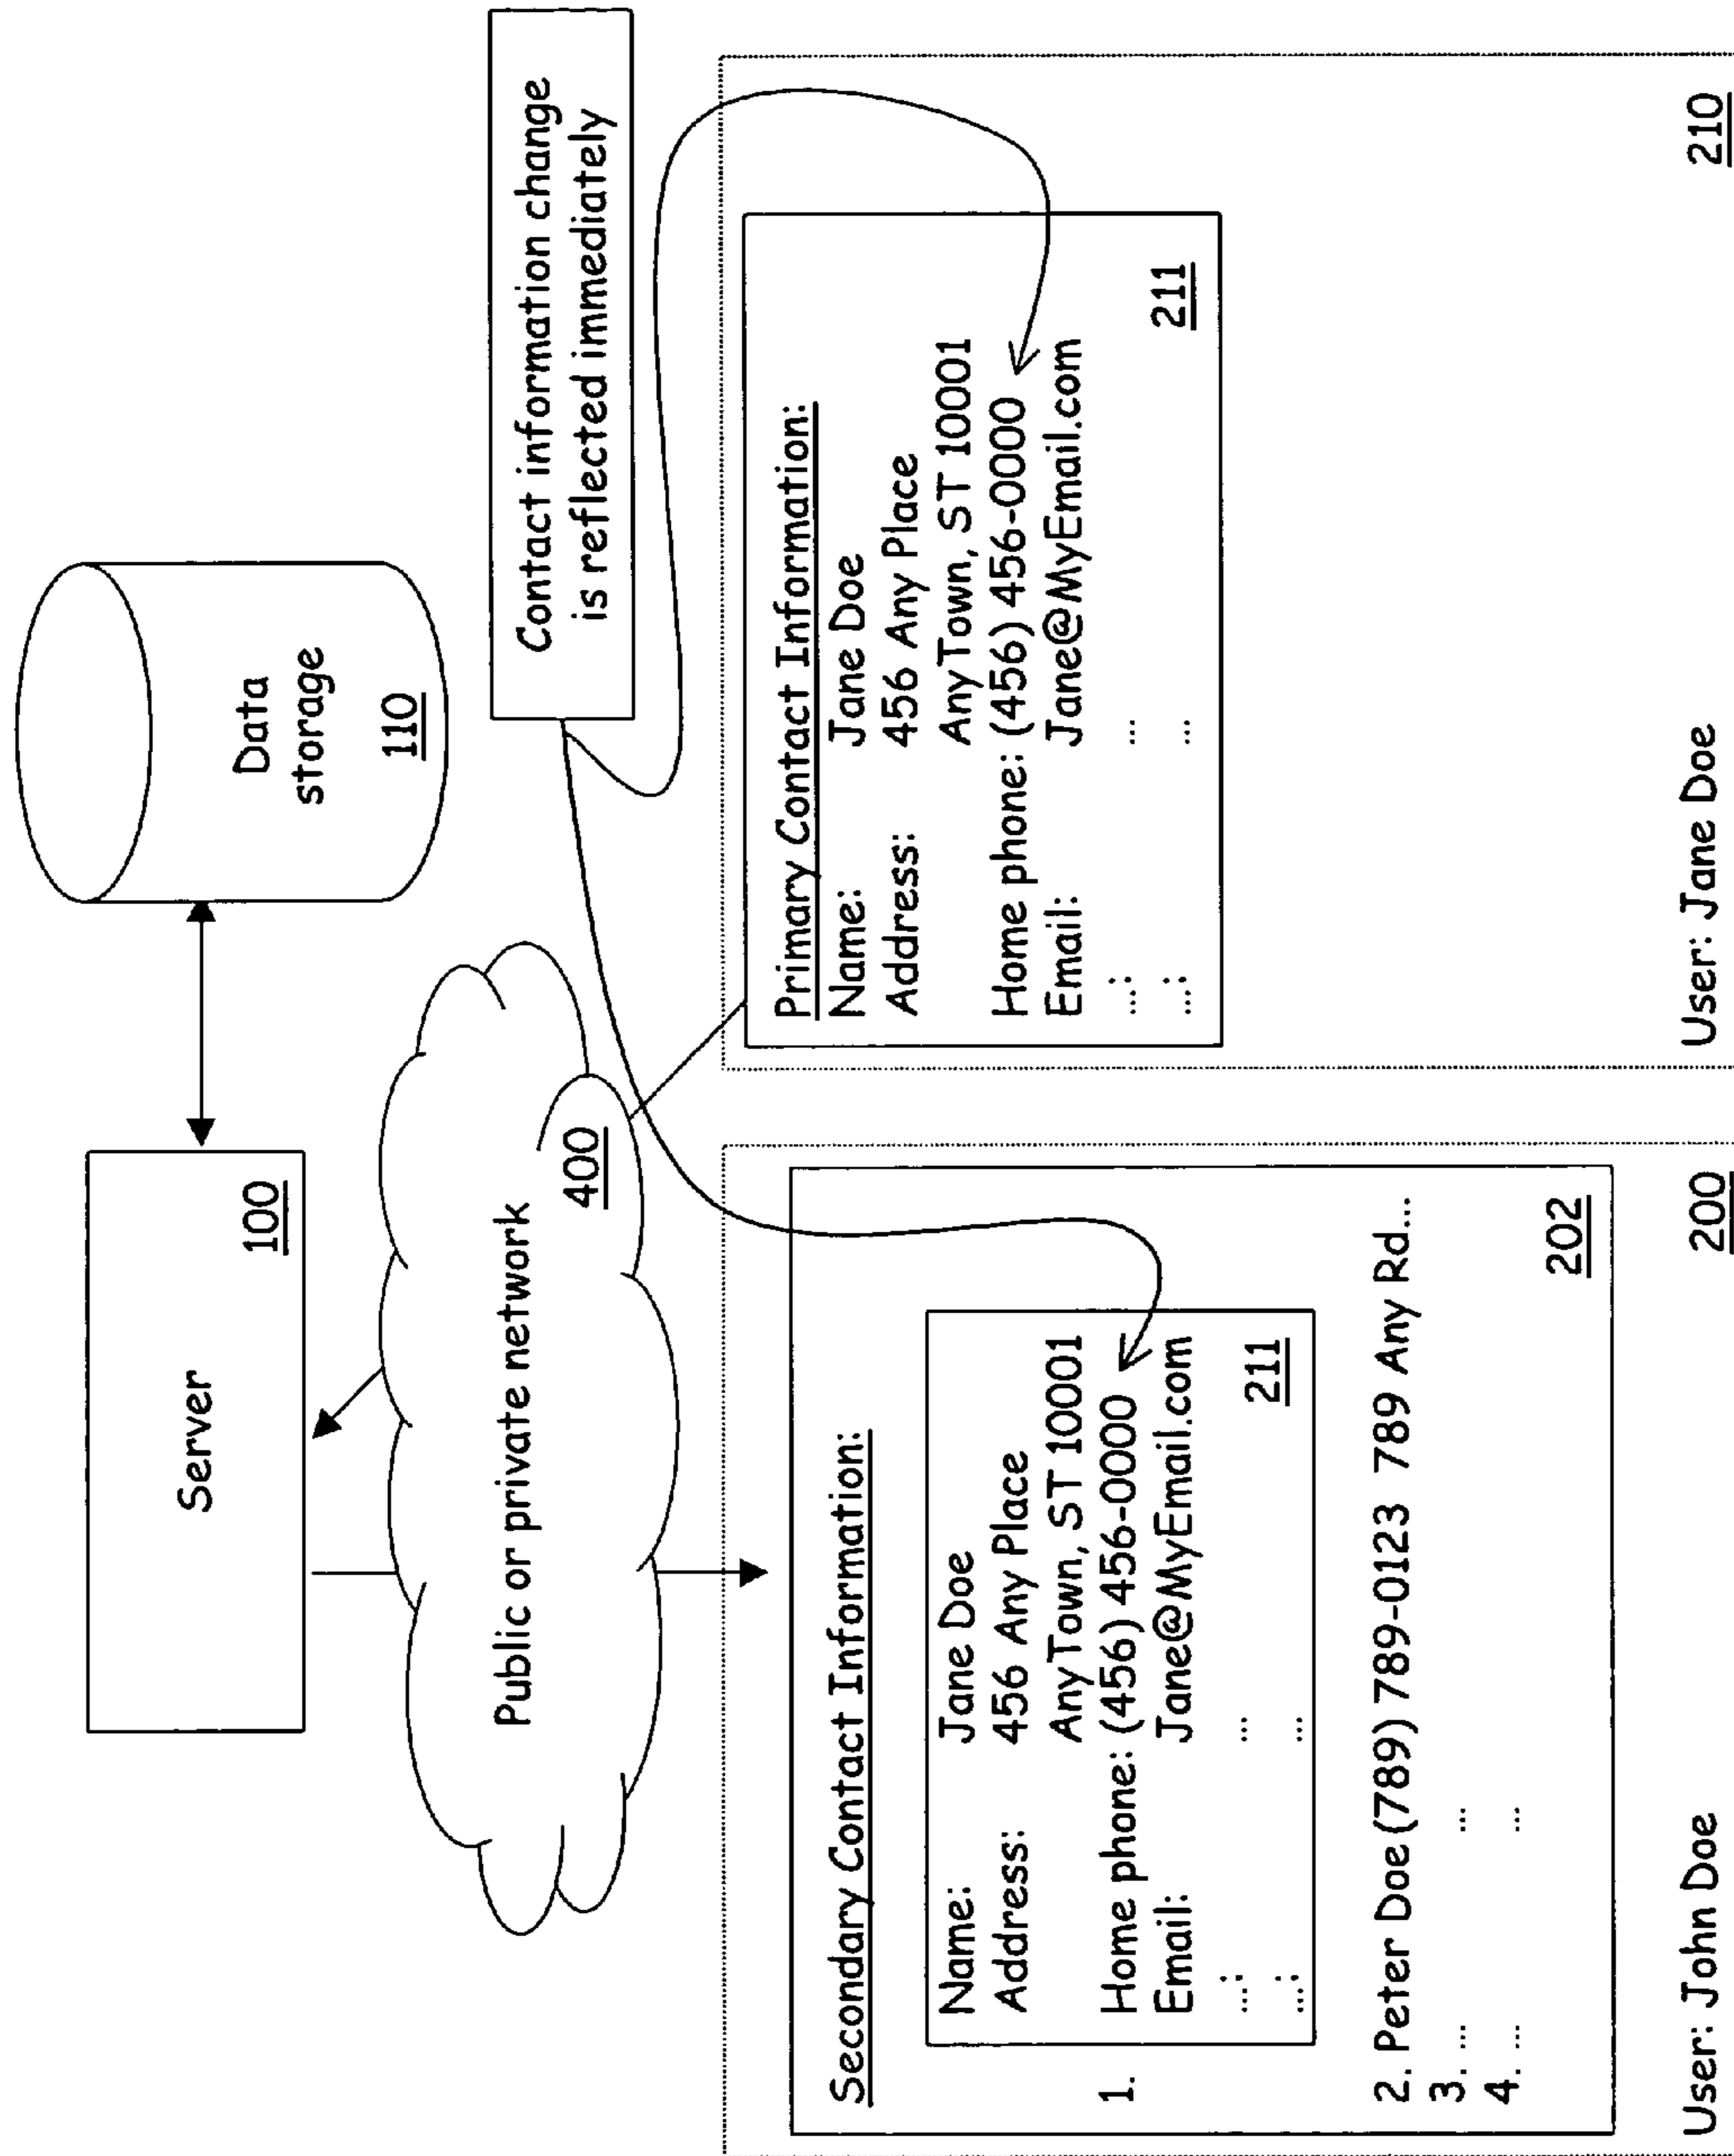 Server
100
Data
storage
110
Public or private network
400
Contact information change
is reflected immediately
Secondary Contact Information:
1.
Name: Jane Doe
Address: 456 Any Place
AnyTown, ST 10001
Home phone: (456) 456-0000
Email: Jane@MyEmail.com
...: ...
...: ...
211
2. Peter Doe (789) 789-0123 789 Any Rd...
3. ... ...
4. ... ...
202
User: John Doe
200
Primary Contact Information:
Name: Jane Doe
Address: 456 Any Place
AnyTown, ST 10001
Home phone: (456) 456-0000
Email: Jane@MyEmail.com
...: ...
...: ...
211
User: Jane Doe
210